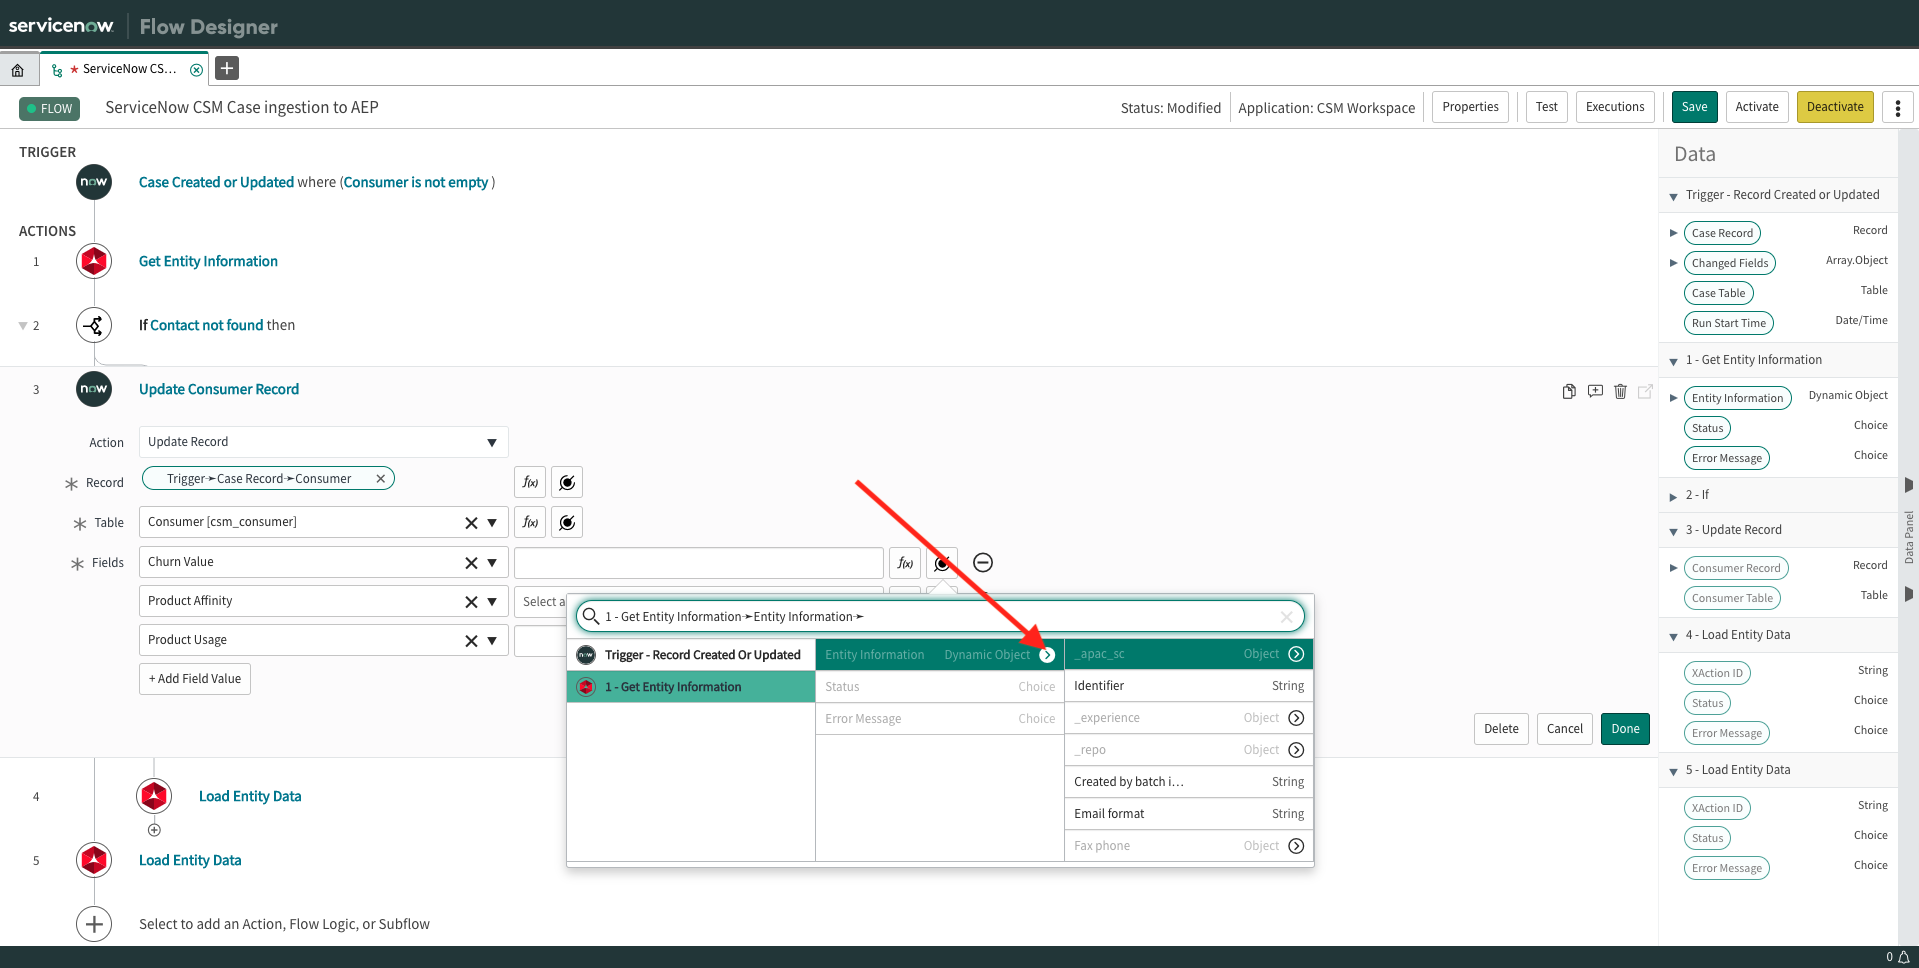 servicenow Flow Designer
ServiceNow CS...
FLOW ServiceNow CSM Case ingestion to AEP Status: Modified Application: CSM Workspace Properties Test Executions Save Activate Deactivate
TRIGGER
now Case Created or Updated where (Consumer is not empty )
ACTIONS
1 Get Entity Information
2 If Contact not found then
3 now Update Consumer Record
Action Update Record
Record Trigger➛Case Record➛Consumer f(x)
Table Consumer [csm_consumer] f(x)
Fields Churn Value f(x)
Product Affinity Select a
Product Usage
+ Add Field Value
1 - Get Entity Information➛Entity Information➛
now Trigger - Record Created Or Updated Entity Information Dynamic Object _apac_sc Object
1 - Get Entity Information Status Choice Identifier String
Error Message Choice _experience Object
_repo Object
Created by batch i... String
Email format String
Fax phone Object
Delete Cancel Done
4 Load Entity Data
5 Load Entity Data
Select to add an Action, Flow Logic, or Subflow
Data
Trigger - Record Created or Updated
Case Record Record
Changed Fields Array.Object
Case Table Table
Run Start Time Date/Time
1 - Get Entity Information
Entity Information Dynamic Object
Status Choice
Error Message Choice
2 - If
3 - Update Record
Consumer Record Record
Consumer Table Table
4 - Load Entity Data
XAction ID String
Status Choice
Error Message Choice
5 - Load Entity Data
XAction ID String
Status Choice
Error Message Choice
Data Panel
0